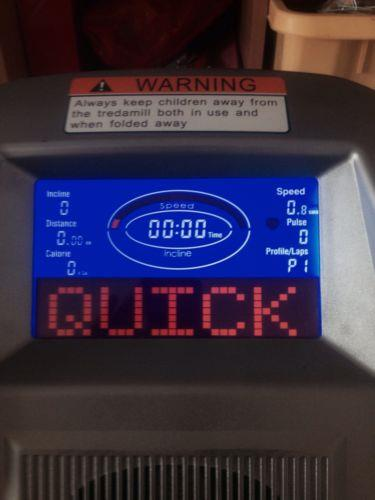 WARNING
Always keep children away from
the tredamill both in use and
when folded away
Incline
0
Distance
0.00
Calorie
0
Speed
00:00 Time
Incline
Speed
0.8
Pulse
0
Profile/Laps
P1
QUICK